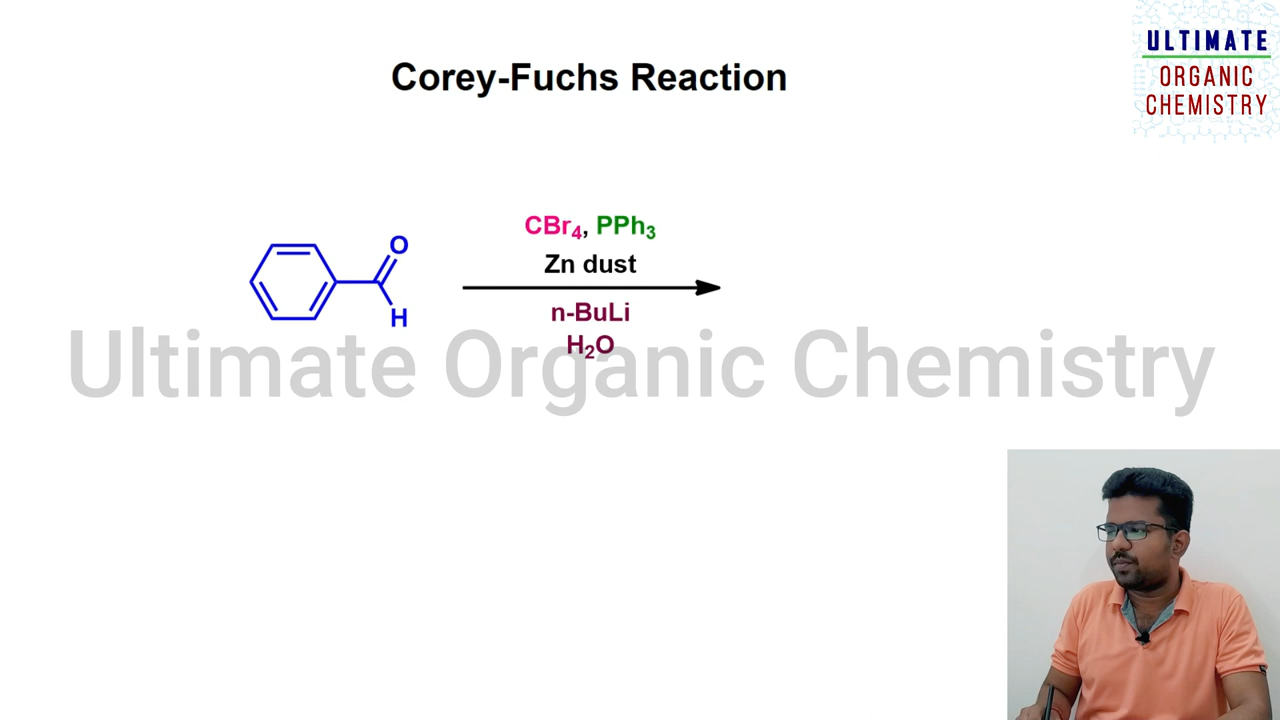 Corey-Fuchs Reaction
ULTIMATE
ORGANIC
CHEMISTRY
CBr4, PPh3
Zn dust
O
H
n-BuLi
H2O
Ultimate Organic Chemistry